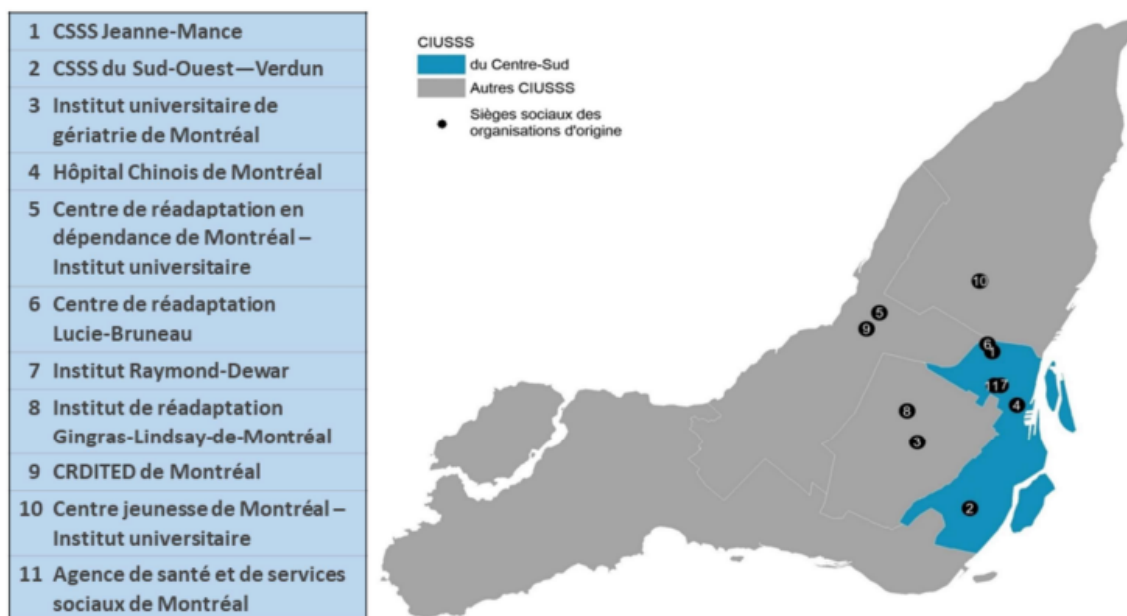 1 CSSS Jeanne-Mance
2 CSSS du Sud-Ouest—Verdun
3 Institut universitaire de
gériatrie de Montréal
4 Hôpital Chinois de Montréal
5 Centre de réadaptation en
dépendance de Montréal –
Institut universitaire
6 Centre de réadaptation
Lucie-Bruneau
7 Institut Raymond-Dewar
8 Institut de réadaptation
Gingras-Lindsay-de-Montréal
9 CRDITED de Montréal
10 Centre jeunesse de Montréal –
Institut universitaire
11 Agence de santé et de services
sociaux de Montréal
CIUSSS
du Centre-Sud
Autres CIUSSS
Sièges sociaux des
organisations d'origine
10
5
9
6
1
11 7
4
8
3
2